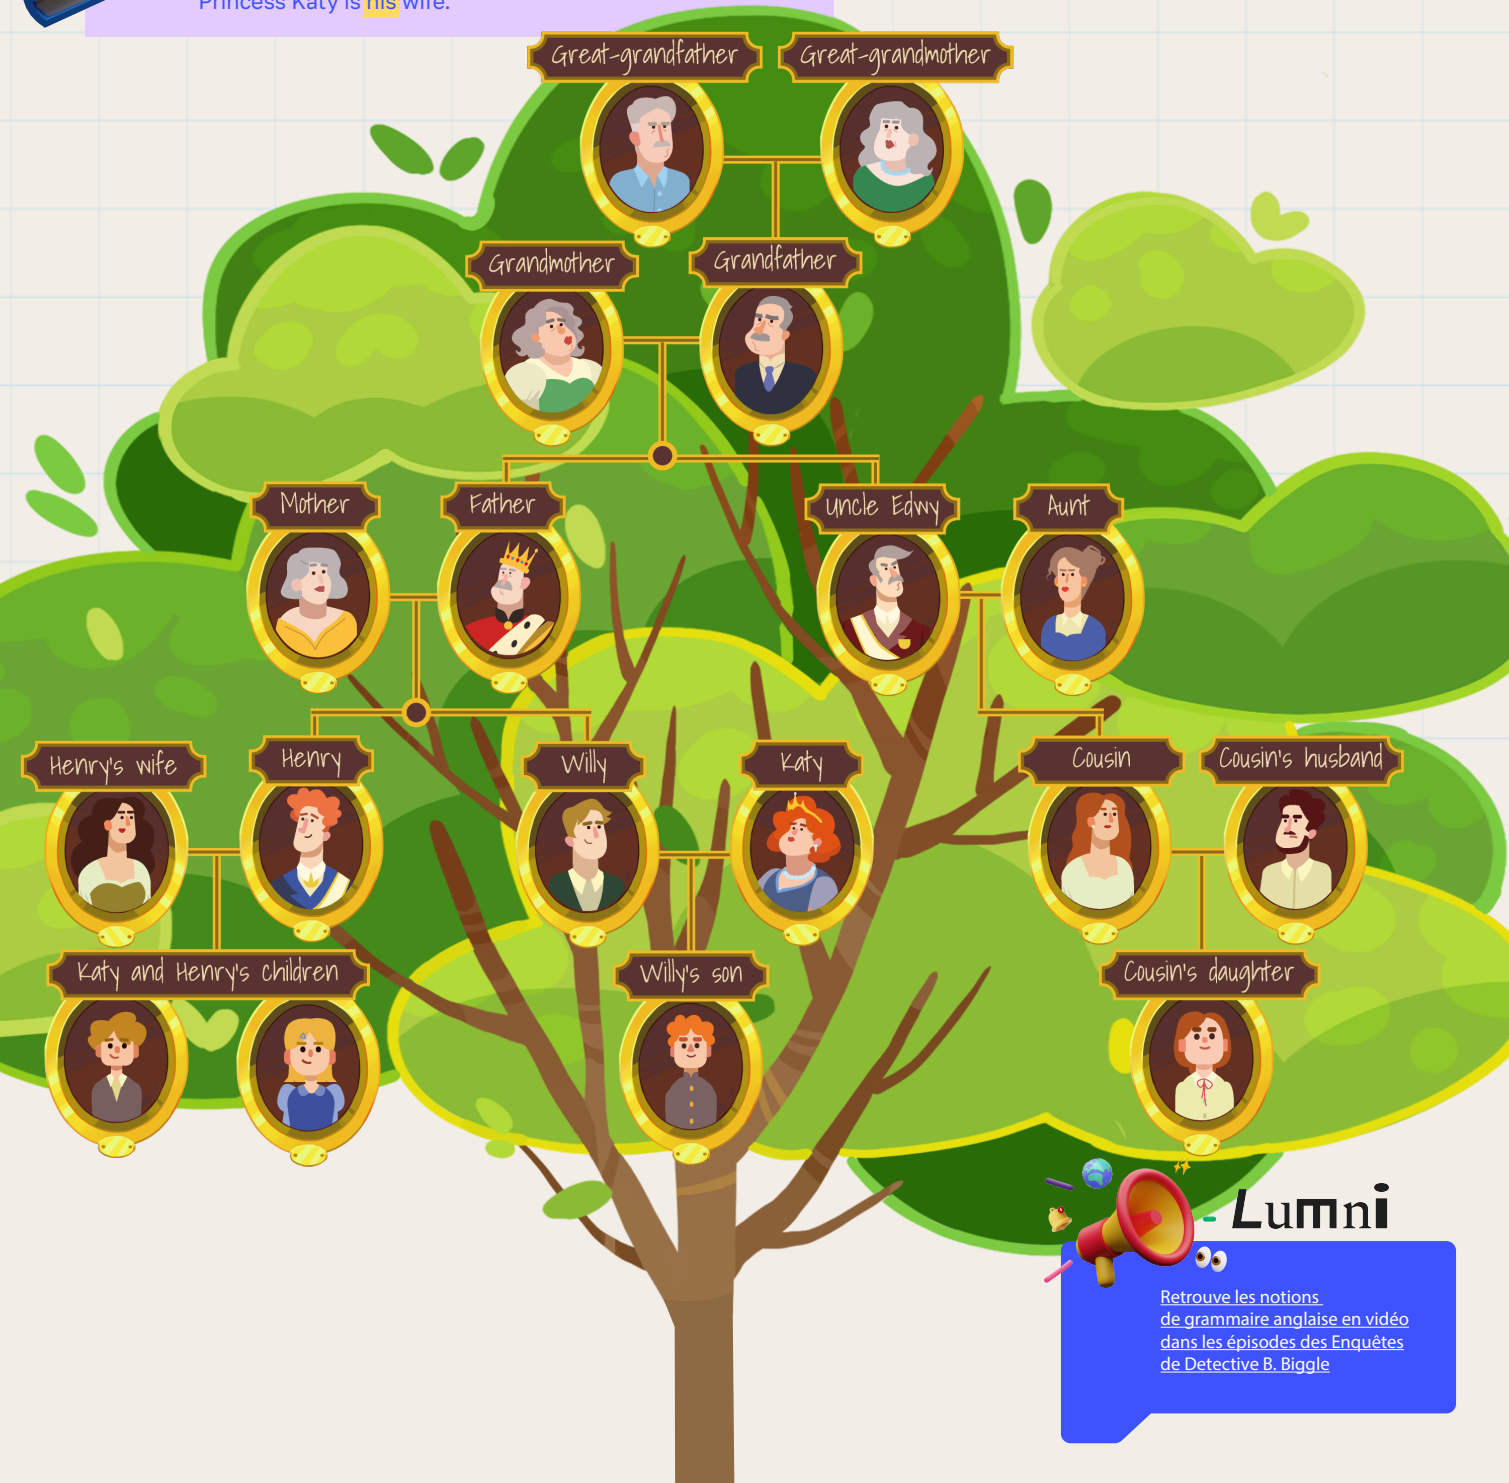 Princess Katy is his wife.
Great-grandfather
Great-grandmother
Grandmother
Grandfather
Mother
Father
Uncle Edwy
Aunt
Henry's wife
Henry
Willy
Katy
Cousin
Cousin's husband
Katy and Henry's children
Willy's son
Cousin's daughter
Lumni
Retrouve les notions
de grammaire anglaise en vidéo
dans les épisodes des Enquêtes
de Detective B. Biggle